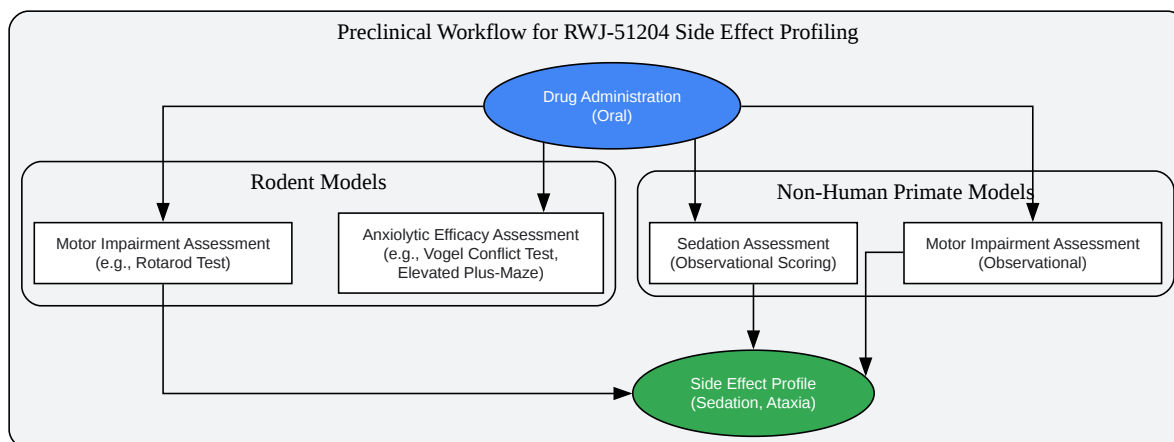 Preclinical Workflow for RWJ-51204 Side Effect Profiling
Drug Administration
(Oral)
Rodent Models
Non-Human Primate Models
Motor Impairment Assessment
(e.g., Rotarod Test)
Anxiolytic Efficacy Assessment
(e.g., Vogel Conflict Test,
Elevated Plus-Maze)
Sedation Assessment
(Observational Scoring)
Motor Impairment Assessment
(Observational)
Side Effect Profile
(Sedation, Ataxia)